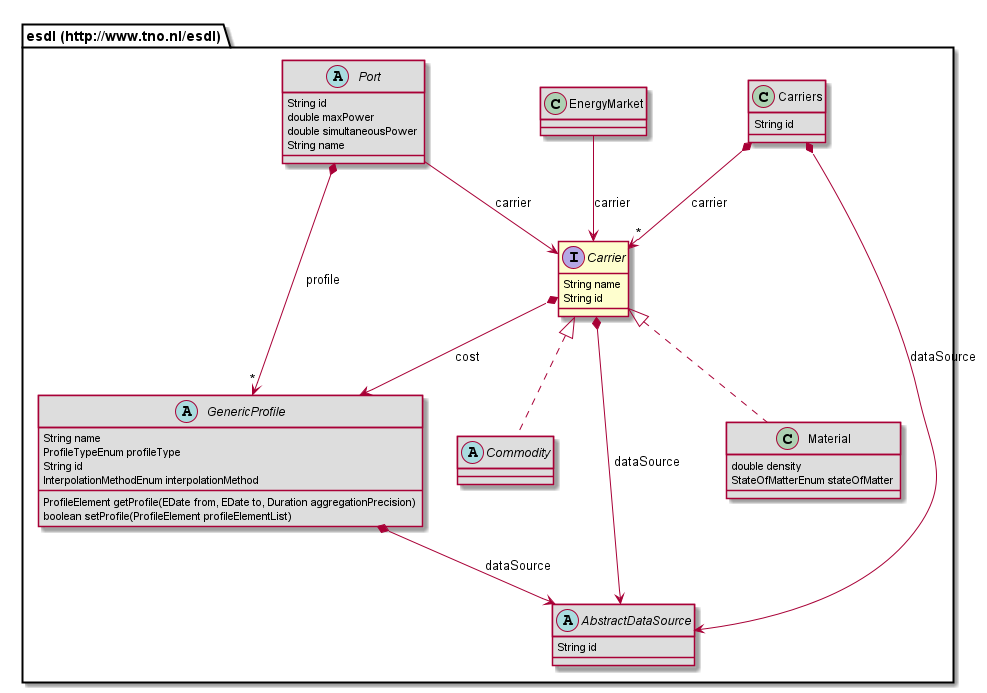 esdl (http://www.tno.nl/esdl)
A Port
String id
double maxPower
double simultaneousPower
String name
C EnergyMarket
C Carriers
String id
carrier
carrier
carrier
*
I Carrier
String name
String id
profile
*
cost
dataSource
A GenericProfile
String name
ProfileTypeEnum profileType
String id
InterpolationMethodEnum interpolationMethod
ProfileElement getProfile(EDate from, EDate to, Duration aggregationPrecision)
boolean setProfile(ProfileElement profileElementList)
A Commodity
dataSource
C Material
double density
StateOfMatterEnum stateOfMatter
dataSource
A AbstractDataSource
String id